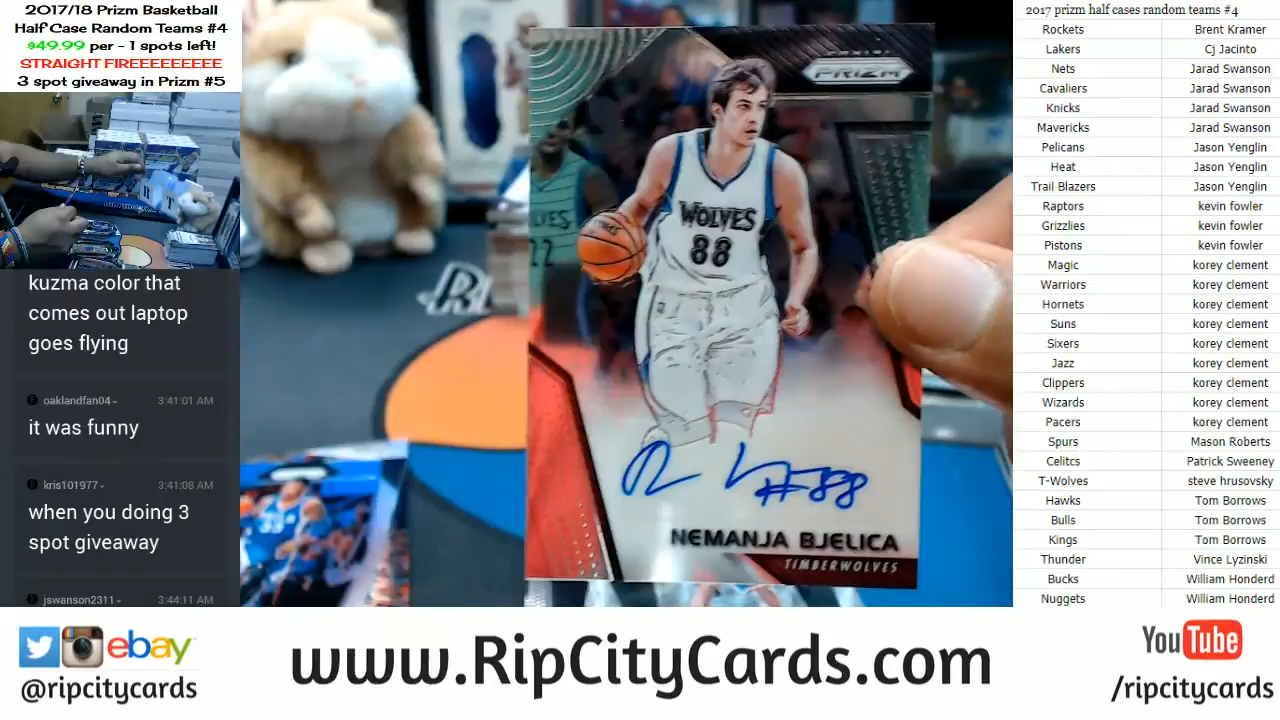 2017/18 Prizm Basketball
Half Case Random Teams #4
$49.99 per - 1 spots left!
STRAIGHT FIREEEEEEEEE
3 spot giveaway in Prizm #5
kuzma color that
comes out laptop
goes flying
oaklandfan04
3:41:01 AM
it was funny
kris101977
3:41:08 AM
when you doing 3
spot giveaway
jswanson2311
3:44:11 AM
PANINI
PRIZM
WOLVES
88
#88
NEMANJA BJELICA
TIMBERWOLVES
2017 prizm half cases random teams #4
Rockets Brent Kramer
Lakers Cj Jacinto
Nets Jarad Swanson
Cavaliers Jarad Swanson
Knicks Jarad Swanson
Mavericks Jarad Swanson
Pelicans Jason Yenglin
Heat Jason Yenglin
Trail Blazers Jason Yenglin
Raptors kevin fowler
Grizzlies kevin fowler
Pistons kevin fowler
Magic korey clement
Warriors korey clement
Hornets korey clement
Suns korey clement
Sixers korey clement
Jazz korey clement
Clippers korey clement
Wizards korey clement
Pacers korey clement
Spurs Mason Roberts
Celitcs Patrick Sweeney
T-Wolves steve hrusovsky
Hawks Tom Borrows
Bulls Tom Borrows
Kings Tom Borrows
Thunder Vince Lyzinski
Bucks William Honderd
Nuggets William Honderd
ebay
@ripcitycards
www.RipCityCards.com
YouTube
/ripcitycards